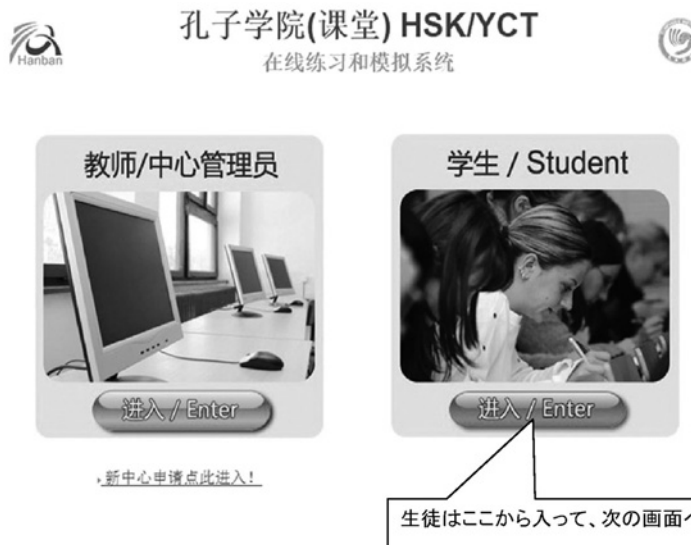 Hanban
孔子学院(课堂) HSK/YCT
在线练习和模拟系统
教师/中心管理员
学生 / Student
进入 / Enter
进入 / Enter
新中心申请点此进入！
生徒はここから入って、次の画面へ